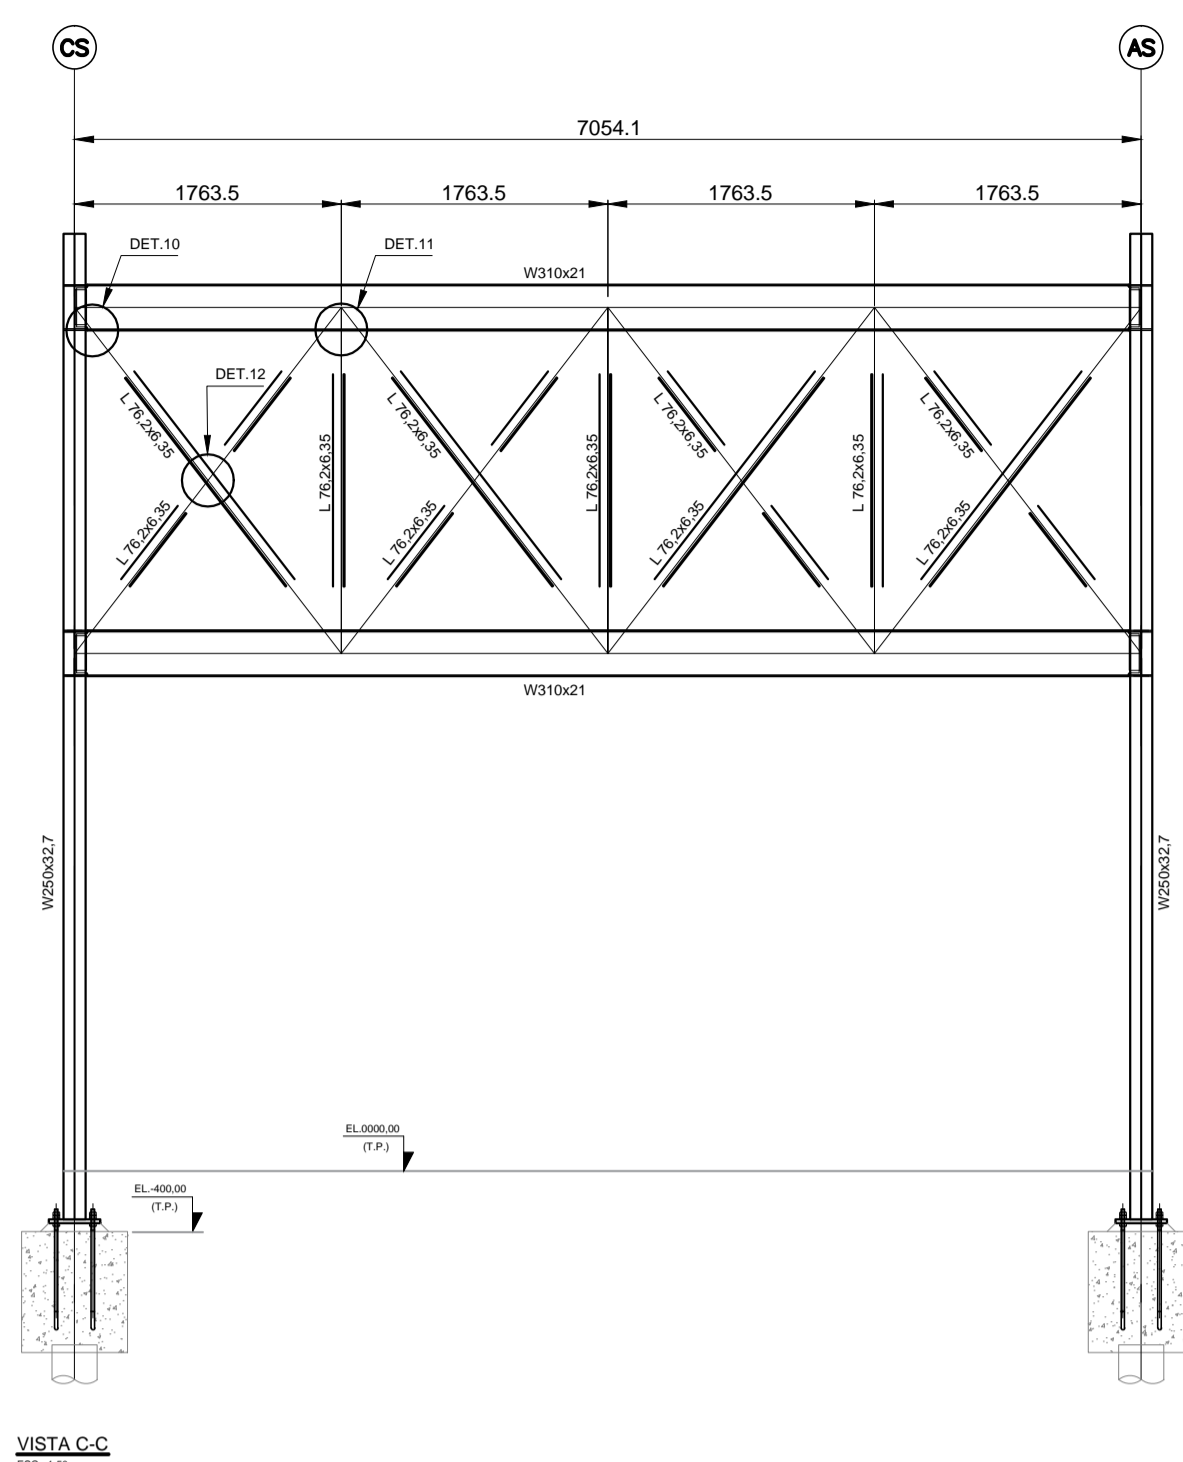 CS
AS
7054.1
1763.5
1763.5
1763.5
1763.5
DET.10
DET.11
W310x21
DET.12
L 76,2x6,35
L 76,2x6,35
L 76,2x6,35
L 76,2x6,35
L 76,2x6,35
L 76,2x6,35
L 76,2x6,35
L 76,2x6,35
L 76,2x6,35
L 76,2x6,35
L 76,2x6,35
W310x21
W250x32,7
W250x32,7
EL.0000,00
(T.P.)
EL.-400,00
(T.P.)
VISTA C-C